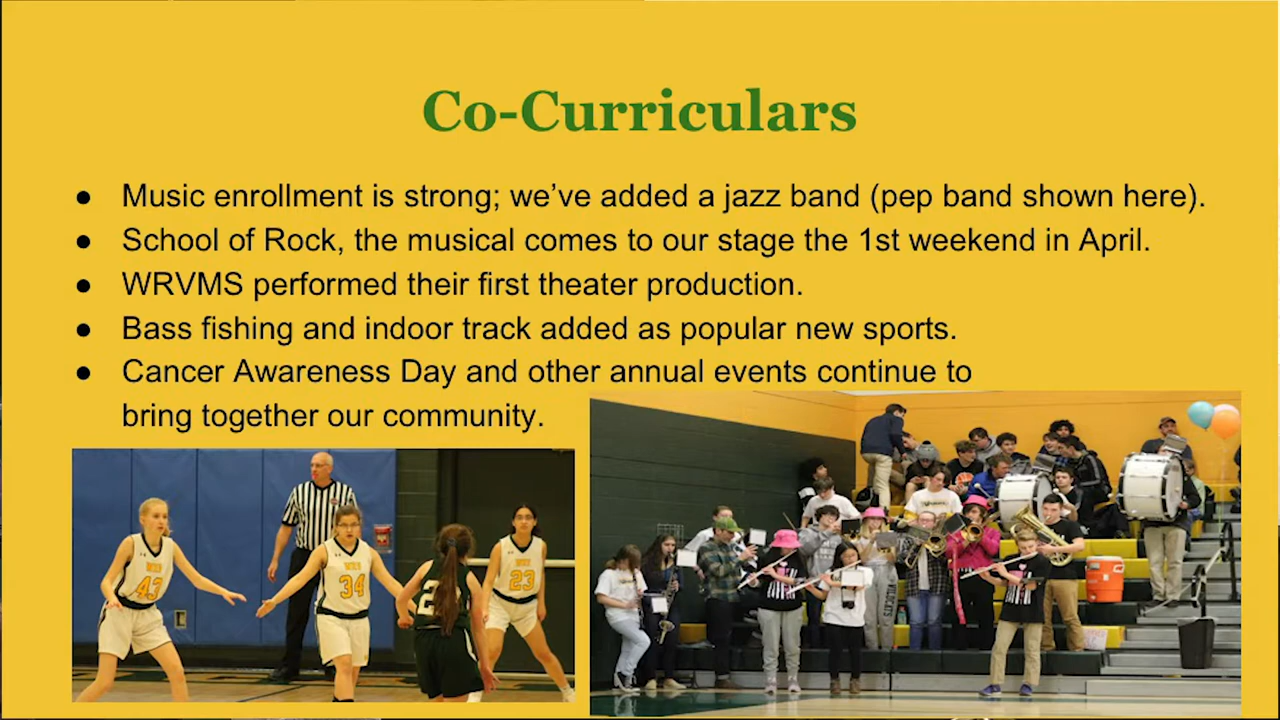 Co-Curriculars
● Music enrollment is strong; we’ve added a jazz band (pep band shown here).
● School of Rock, the musical comes to our stage the 1st weekend in April.
● WRVMS performed their first theater production.
● Bass fishing and indoor track added as popular new sports.
● Cancer Awareness Day and other annual events continue to
bring together our community.
43
34
23